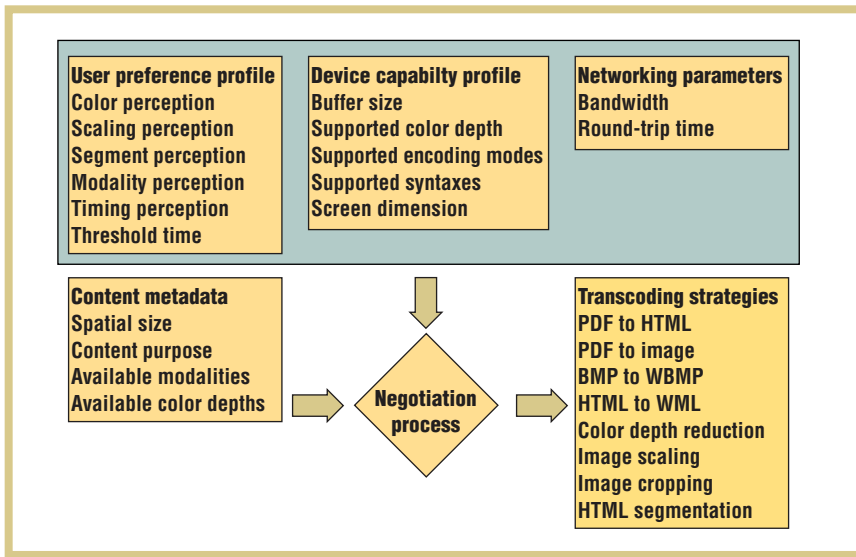 User preference profile
Color perception
Scaling perception
Segment perception
Modality perception
Timing perception
Threshold time
Device capabilty profile
Buffer size
Supported color depth
Supported encoding modes
Supported syntaxes
Screen dimension
Networking parameters
Bandwidth
Round-trip time
Content metadata
Spatial size
Content purpose
Available modalities
Available color depths
Negotiation
process
Transcoding strategies
PDF to HTML
PDF to image
BMP to WBMP
HTML to WML
Color depth reduction
Image scaling
Image cropping
HTML segmentation